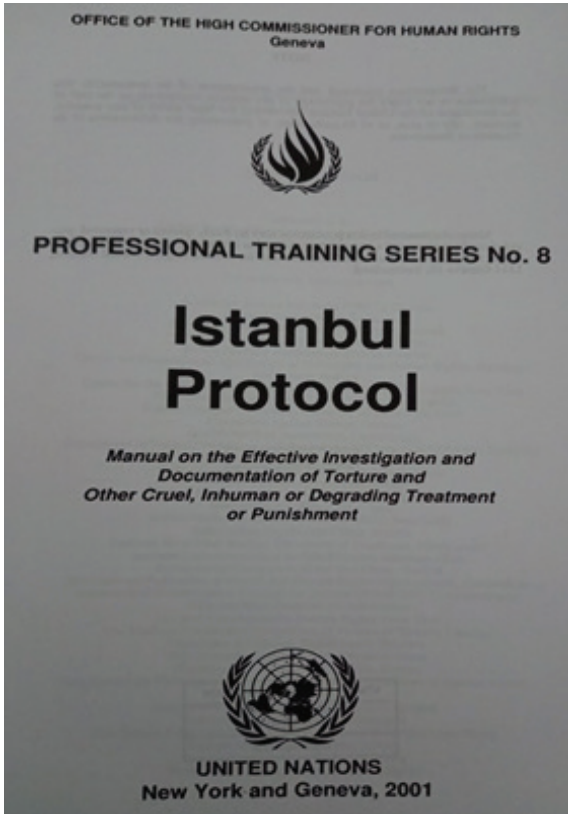 OFFICE OF THE HIGH COMMISSIONER FOR HUMAN RIGHTS
Geneva
PROFESSIONAL TRAINING SERIES No. 8
Istanbul
Protocol
Manual on the Effective Investigation and
Documentation of Torture and
Other Cruel, Inhuman or Degrading Treatment
or Punishment
UNITED NATIONS
New York and Geneva, 2001